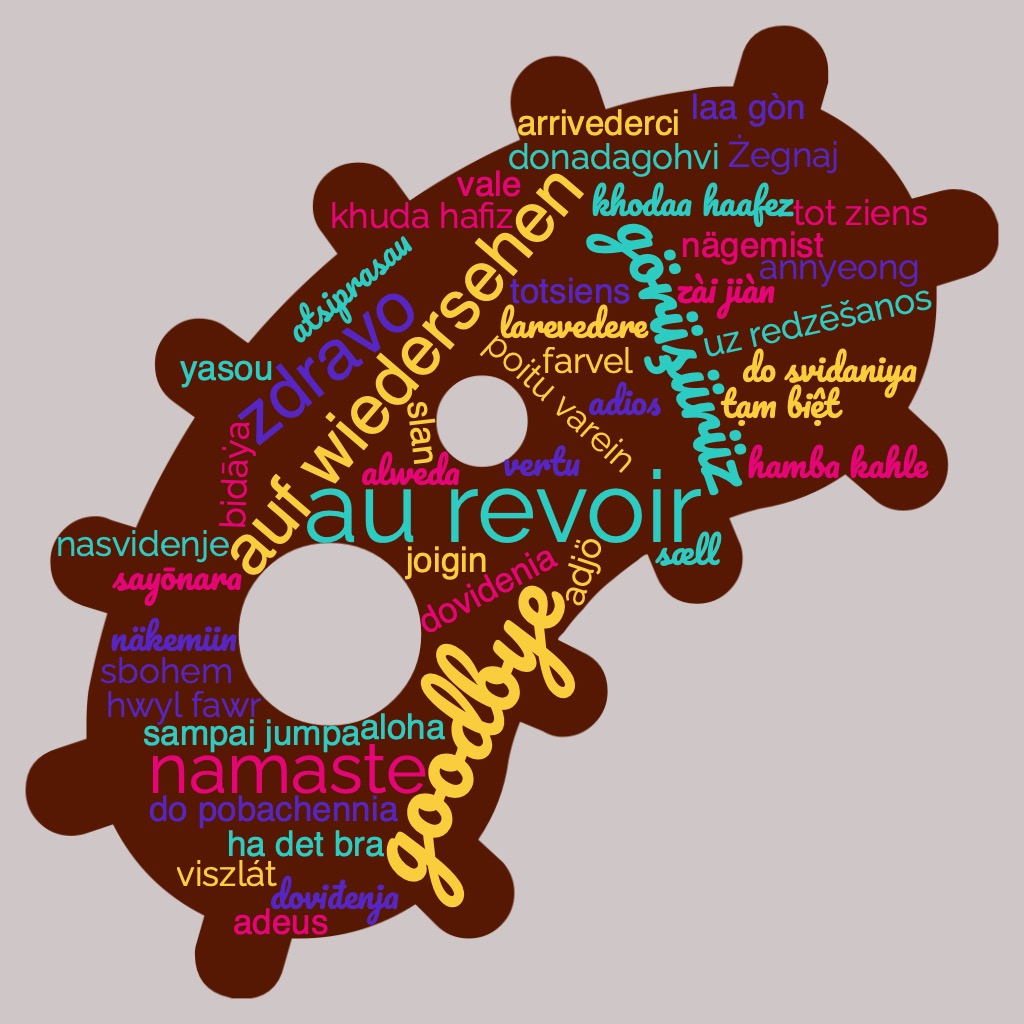 laa gòn
arrivederci
donadagohvi
Żegnaj
vale
khodaa haafez
tot ziens
khuda hafiz
nägemist
atsiprasau
auf wiedersehen
görüşürüz
annyeong
totsiens
zài jiàn
zdravo
larevedere
uz redzēšanos
poitu varein
farvel
yasou
do svidaniya
adios
tạm biệt
slan
bidāẏa
alweda
vertu
hamba kahle
au revoir
nasvidenje
joigin
sæll
sayōnara
dovidenia
adjö
näkemiin
sbohem
goodbye
hwyl fawr
sampai jumpa
aloha
namaste
do pobachennia
ha det bra
viszlát
doviđenja
adeus